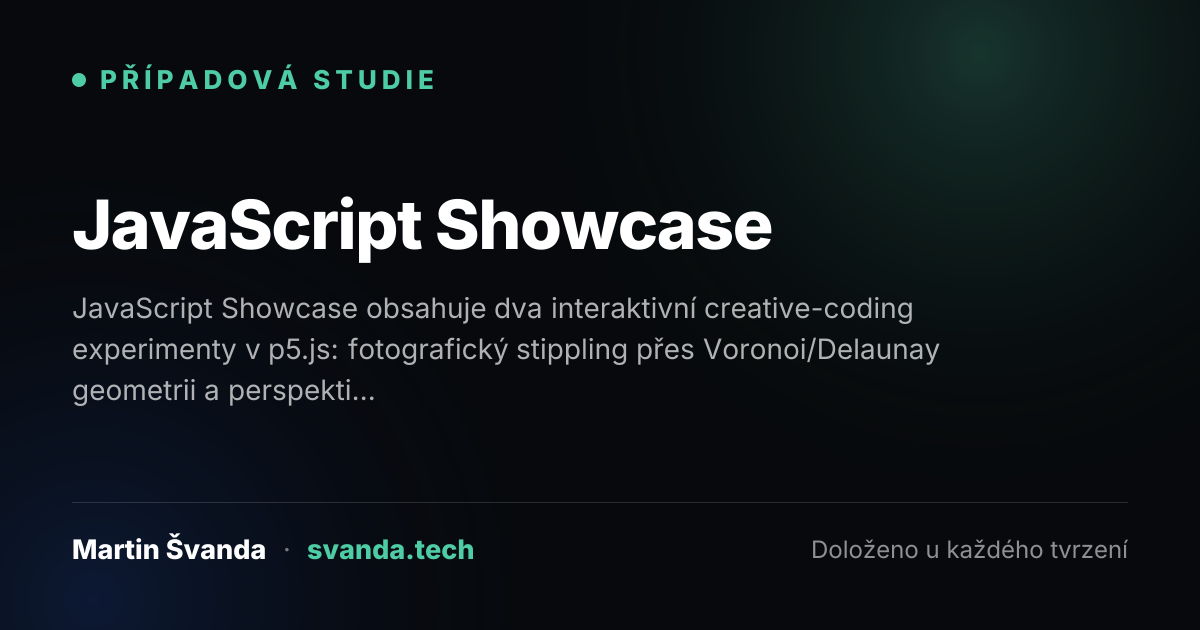 PŘÍPADOVÁ STUDIE
JavaScript Showcase
JavaScript Showcase obsahuje dva interaktivní creative-coding
experimenty v p5.js: fotografický stippling přes Voronoi/Delaunay
geometrii a perspekti...
Martin Švanda · svanda.tech
Doloženo u každého tvrzení